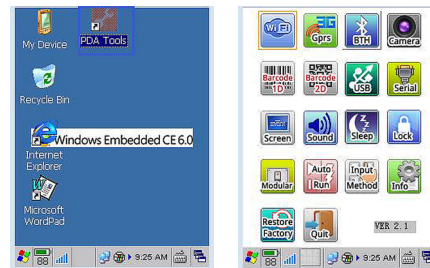 My Device
PDA Tools
Recycle Bin
Windows Embedded CE 6.0
Internet
Explorer
Microsoft
WordPad
9:25 AM
WiFi
3G
Gprs
BTH
Camera
Barcode
1D
Barcode
2D
USB
Serial
Screen
Sound
Sleep
Lock
Modular
Auto
Run
Input
Method
Info
Restore
Factory
Quit
VER 2.1
9:25 AM